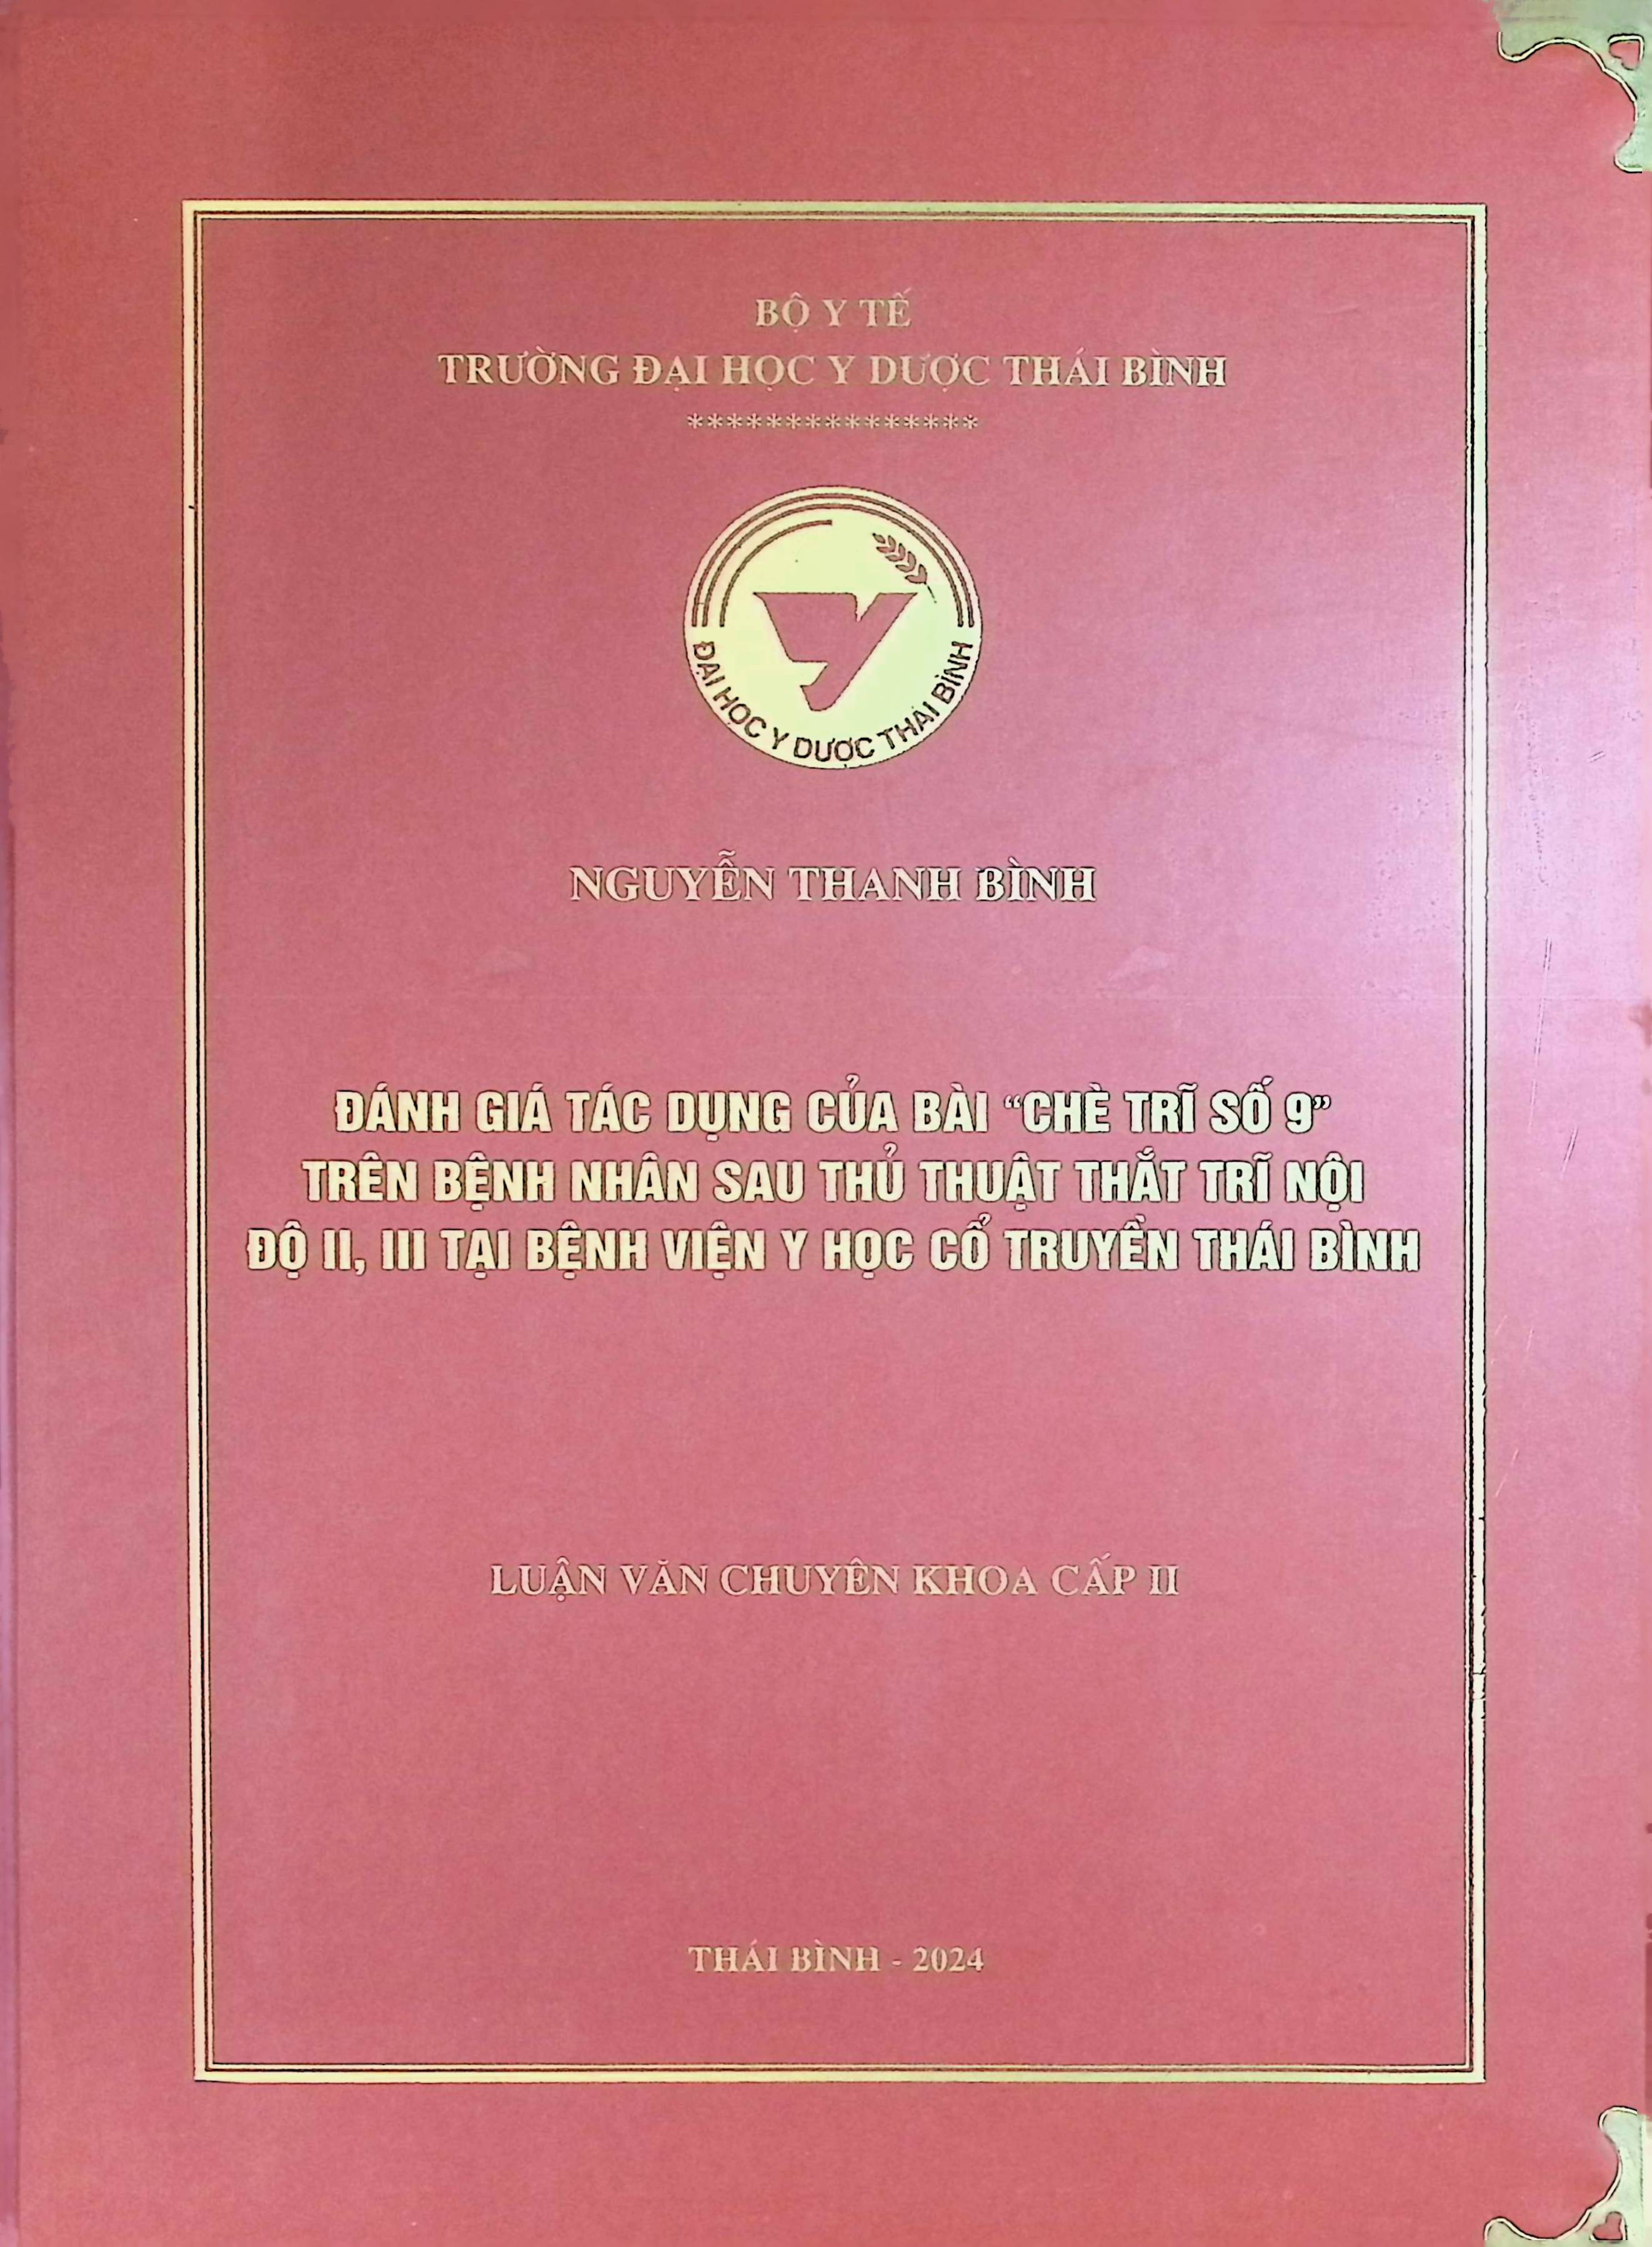 BỘ Y TẾ
TRƯỜNG ĐẠI HỌC Y DƯỢC THÁI BÌNH
***************
ĐẠI HỌC Y DƯỢC THÁI BÌNH
NGUYỄN THANH BÌNH
ĐÁNH GIÁ TÁC DỤNG CỦA BÀI “CHÈ TRĨ SỐ 9”
TRÊN BỆNH NHÂN SAU THỦ THUẬT THẮT TRĨ NỘI
ĐỘ II, III TẠI BỆNH VIỆN Y HỌC CỔ TRUYỀN THÁI BÌNH
LUẬN VĂN CHUYÊN KHOA CẤP II
THÁI BÌNH - 2024